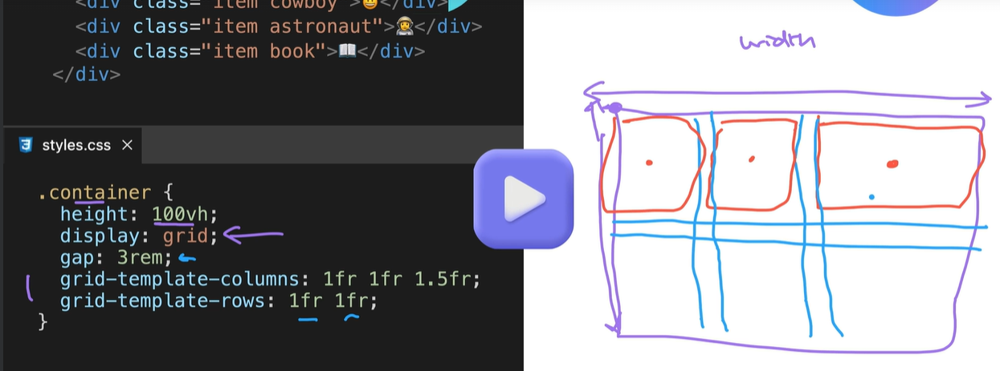 <div class="item cowboy">🤠</div>
<div class="item astronaut">🧑‍🚀</div>
<div class="item book">📖</div>
</div>
styles.css
.container {
height: 100vh;
display: grid;
gap: 3rem;
grid-template-columns: 1fr 1fr 1.5fr;
grid-template-rows: 1fr 1fr;
}
width